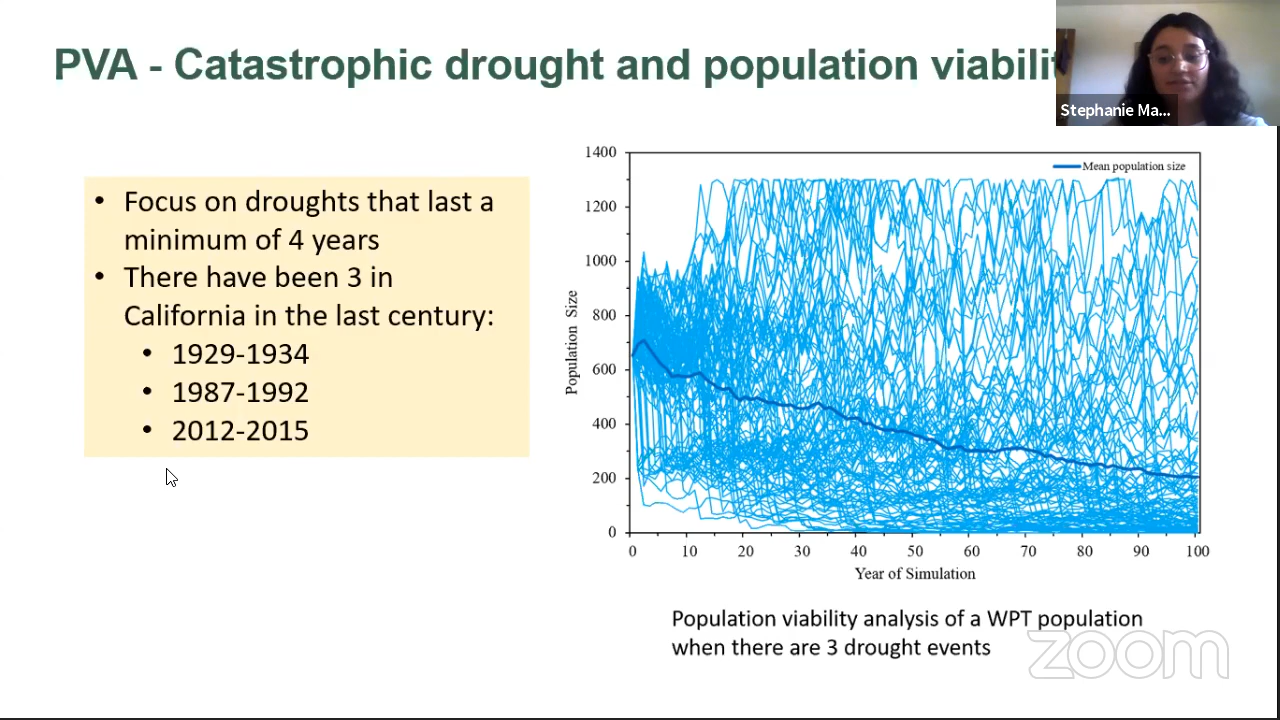 PVA - Catastrophic drought and population viabilit
Stephanie Ma...
• Focus on droughts that last a
minimum of 4 years
• There have been 3 in
California in the last century:
• 1929-1934
• 1987-1992
• 2012-2015
Mean population size
1400
1200
1000
800
600
400
200
0
Population Size
0 10 20 30 40 50 60 70 80 90 100
Year of Simulation
Population viability analysis of a WPT population
when there are 3 drought events
zoom